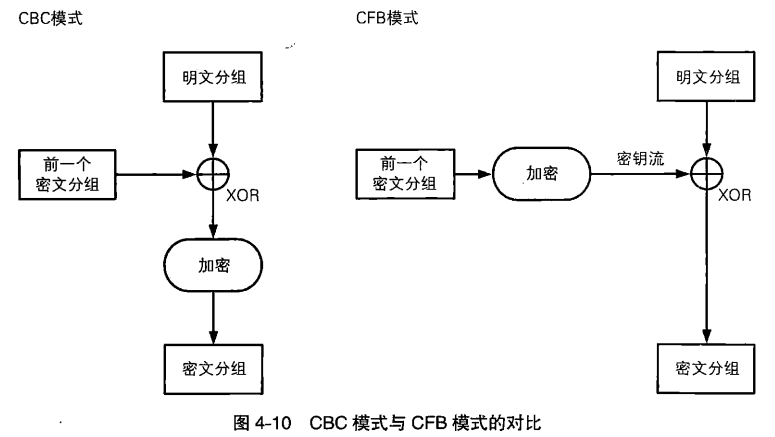 CBC模式
明文分组
前一个
密文分组
XOR
加密
密文分组
CFB模式
明文分组
前一个
密文分组
加密
密钥流
XOR
密文分组
图 4-10 CBC 模式与 CFB 模式的对比